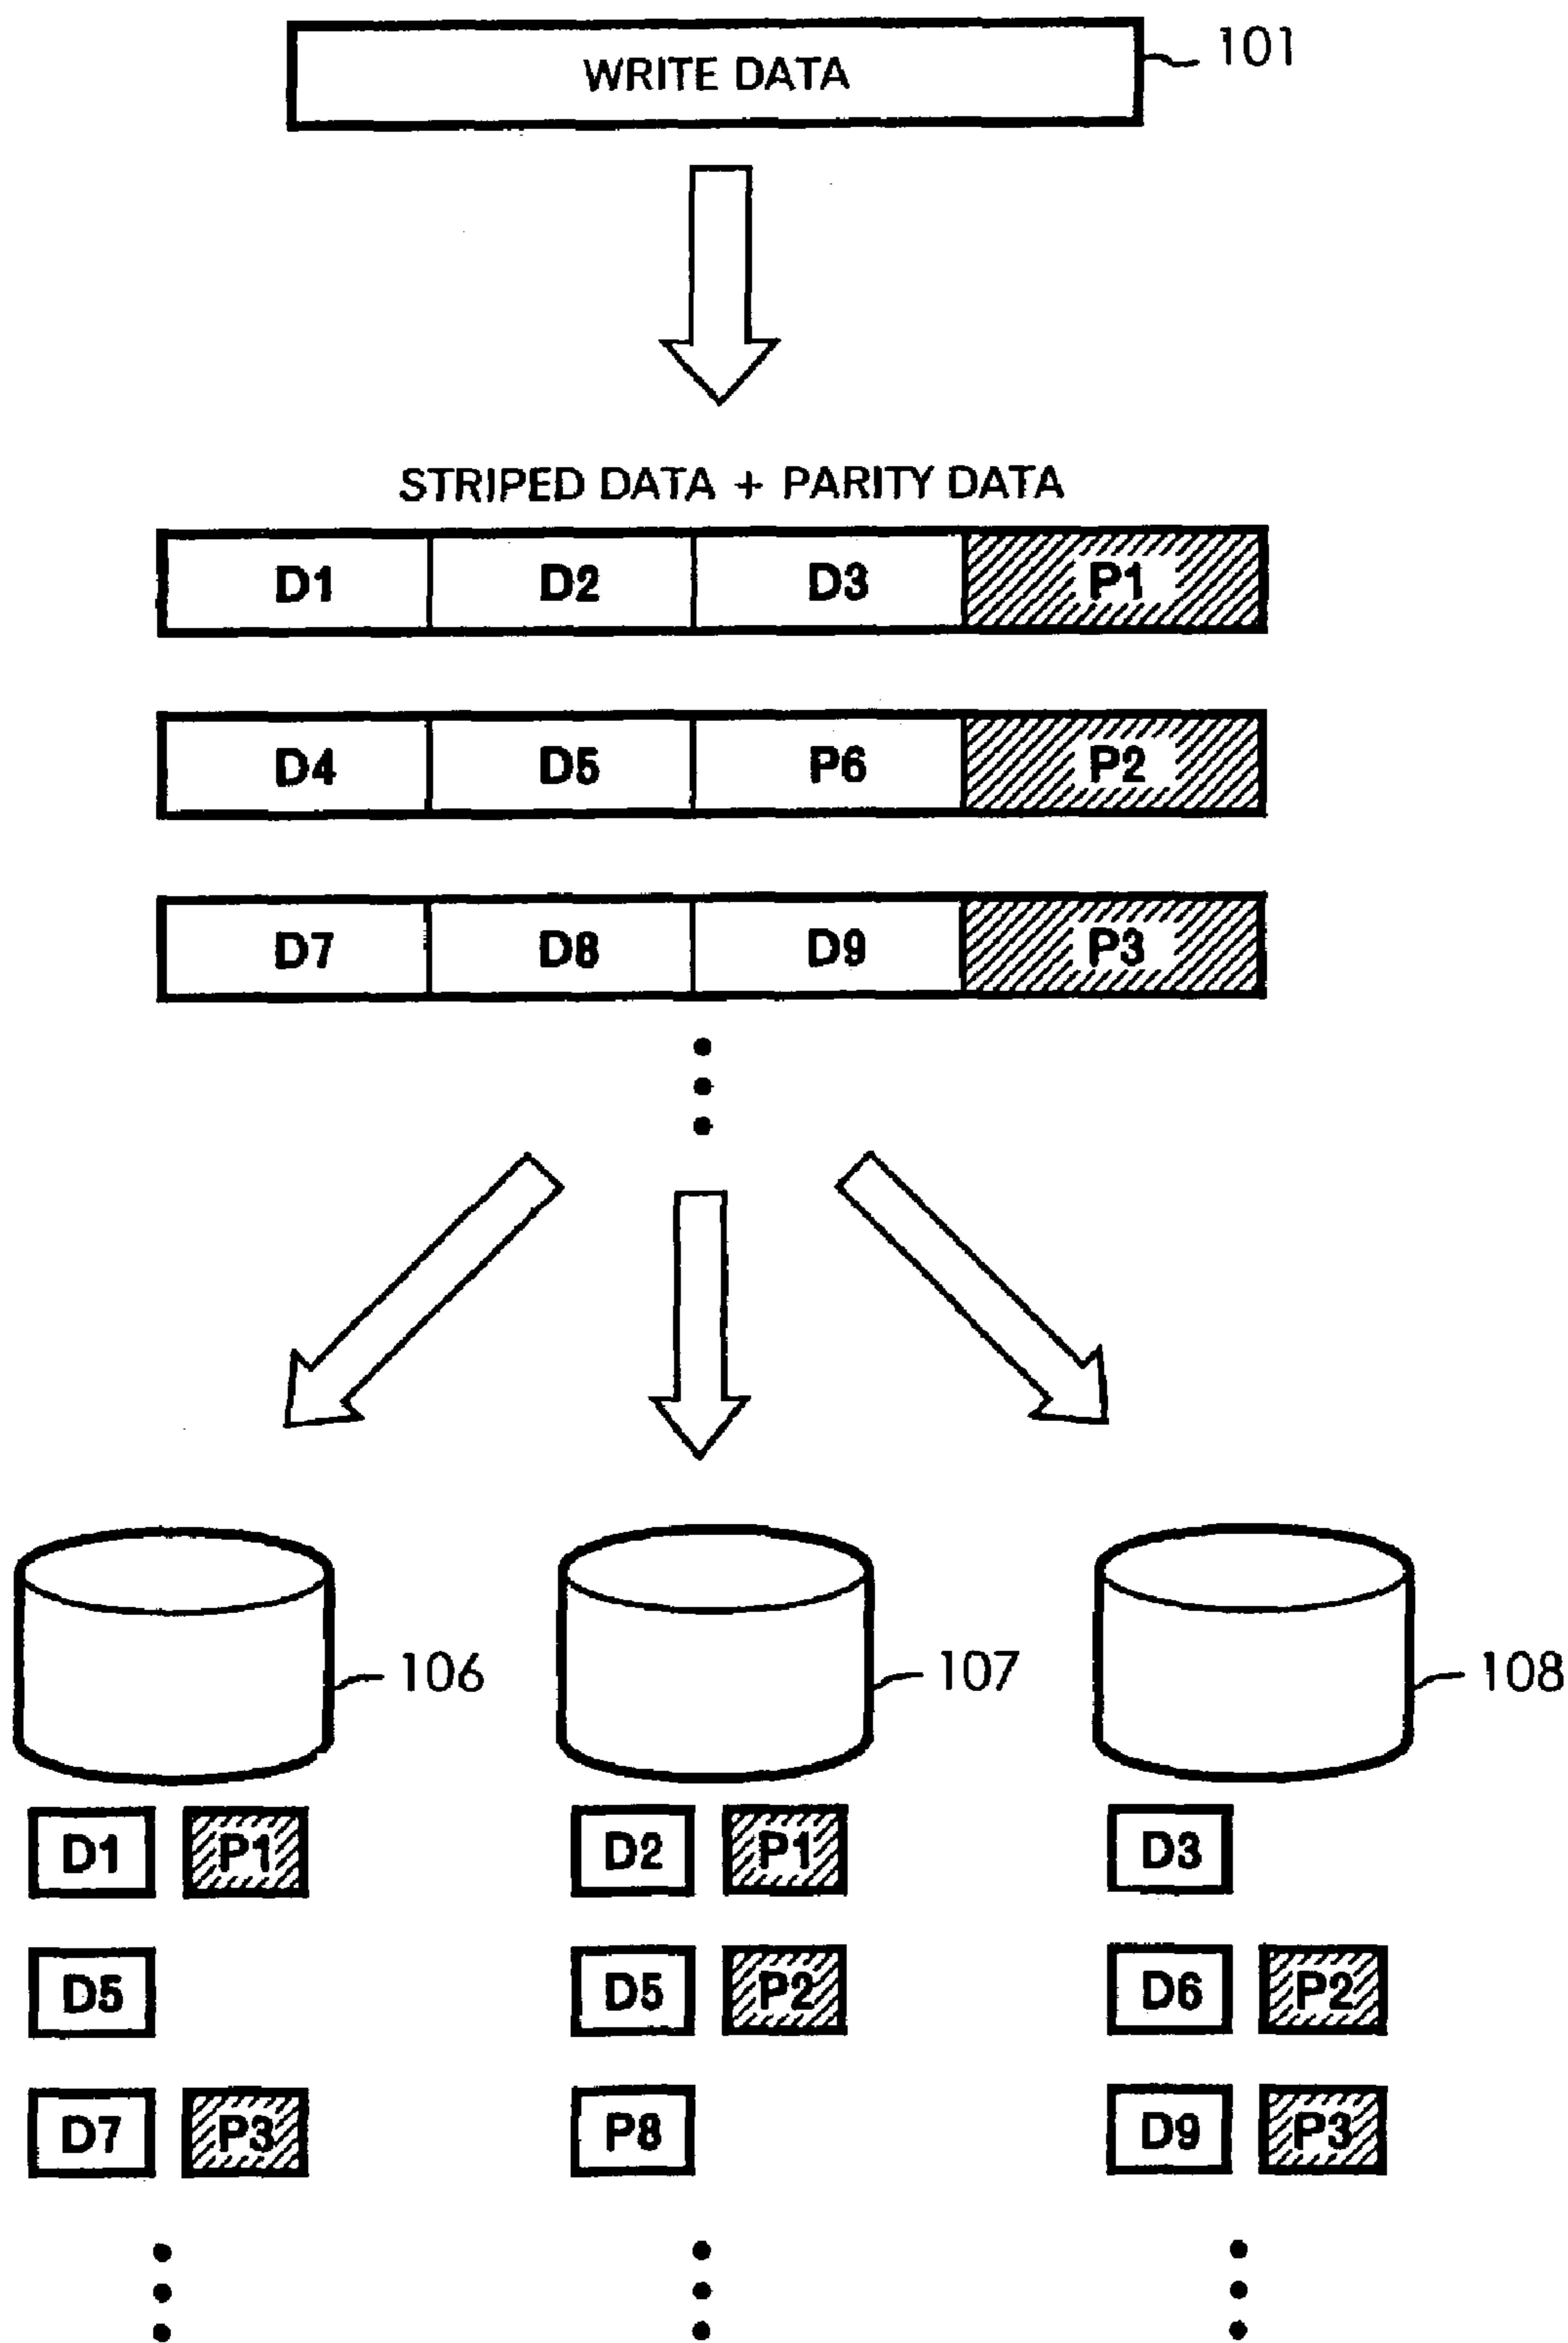 WRITE DATA 101
STRIPED DATA + PARITY DATA
D1 D2 D3 P1
D4 D5 P6 P2
D7 D8 D9 P3
106 107 108
D1 P1 D2 P1 D3
D5 D5 P2 D6 P2
D7 P3 P8 D9 P3